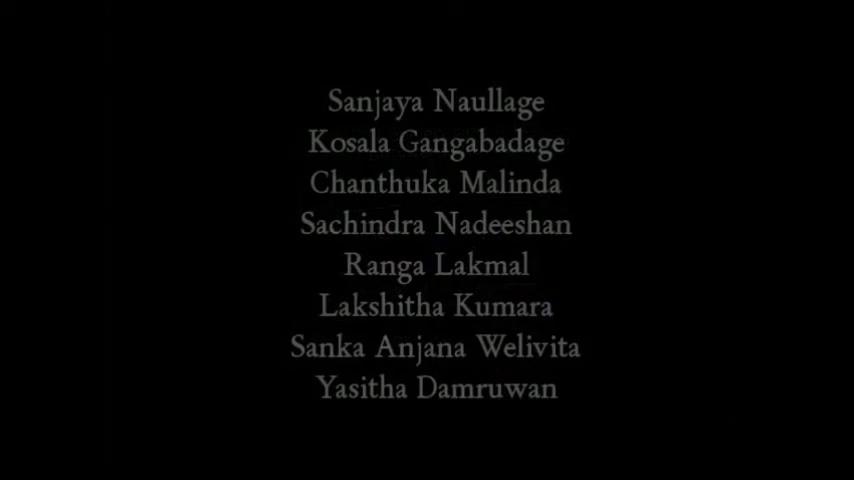 Sanjaya Naullage
Kosala Gangabadage
Chanthuka Malinda
Sachindra Nadeeshan
Ranga Lakmal
Lakshitha Kumara
Sanka Anjana Welivita
Yasitha Damruwan